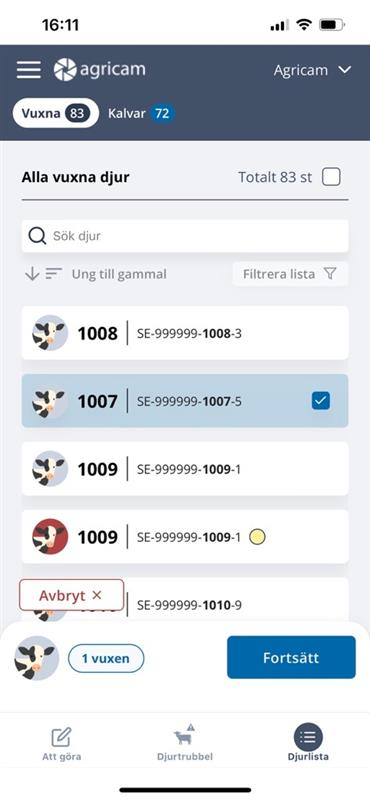 16:11
agricam
Agricam
Vuxna 83
Kalvar 72
Alla vuxna djur
Totalt 83 st
Sök djur
Ung till gammal
Filtrera lista
1008 SE-999999-1008-3
1007 SE-999999-1007-5
1009 SE-999999-1009-1
1009 SE-999999-1009-1
SE-999999-1010-9
Avbryt ×
1 vuxen
Fortsätt
Att göra
Djurtrubbel
Djurlista